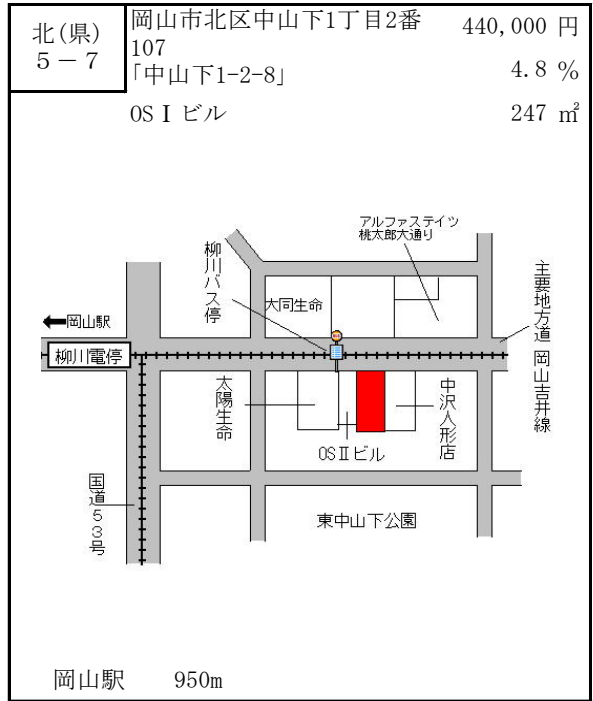 北(県)
5－7
岡山市北区中山下1丁目2番
107
「中山下1-2-8」
OSⅠビル
440,000 円
4.8 %
247 ㎡
アルファステイツ
桃太郎大通り
柳川バス停
大同生命
主要地方道 岡山吉井線
岡山駅
柳川電停
太陽生命
中沢人形店
OSⅡビル
国道53号
東中山下公園
岡山駅 950m